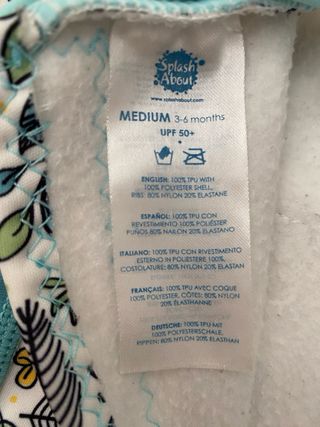 Splash
About
www.splashabout.com
MEDIUM 3-6 months
UPF 50+
ENGLISH: 100% TPU WITH
100% POLYESTER SHELL,
RIBS: 80% NYLON 20% ELASTANE
ESPAÑOL: 100% TPU CON
REVESTIMIENTO 100% POLIÉSTER
PUÑOS 80% NAILON 20% ELASTANO
ITALIANO: 100% TPU CON RIVESTIMENTO
ESTERNO IN POLIESTERE 100%,
COSTOLATURE: 80% NYLON 20% ELASTAN
FRANÇAIS: 100% TPU AVEC COQUE
100% POLYESTER, CÔTES: 80% NYLON
20% ÉLASTHANNE
DEUTSCHE: 100% TPU MIT
100% POLYESTERSCHALE,
RIPPEN: 80% NYLON 20% ELASTHAN